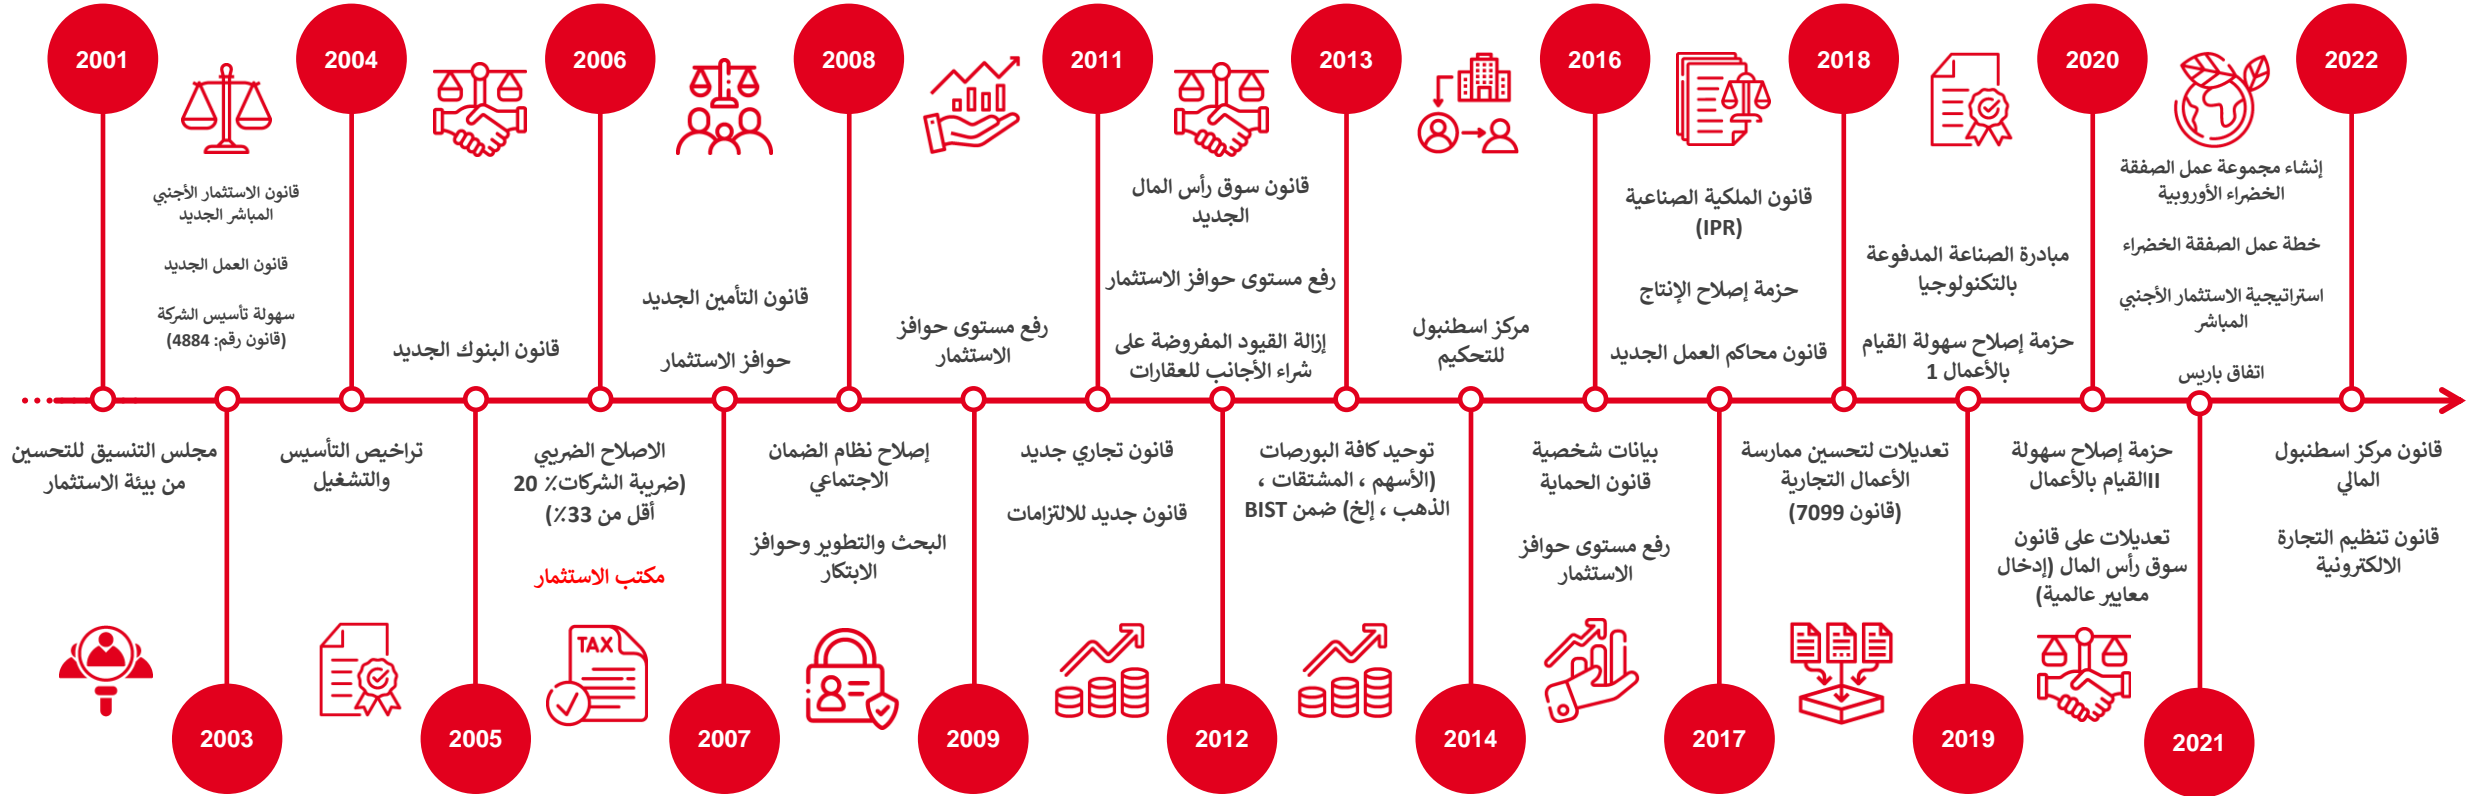 2001
2004
2006
2008
2011
2013
2016
2018
2020
2022
قانون الاستثمار الأجنبي
المباشر الجديد
قانون العمل الجديد
سهولة تأسيس الشركة
(قانون رقم: 4884)
قانون البنوك الجديد
قانون التأمين الجديد
حوافز الاستثمار
رفع مستوى حوافز
الاستثمار
قانون سوق رأس المال
الجديد
رفع مستوى حوافز الاستثمار
إزالة القيود المفروضة على
شراء الأجانب للعقارات
مركز اسطنبول
للتحكيم
قانون الملكية الصناعية
(IPR)
حزمة إصلاح الإنتاج
قانون محاكم العمل الجديد
مبادرة الصناعة المدفوعة
بالتكنولوجيا
حزمة إصلاح سهولة القيام
بالأعمال 1
إنشاء مجموعة عمل الصفقة
الخضراء الأوروبية
خطة عمل الصفقة الخضراء
استراتيجية الاستثمار الأجنبي
المباشر
اتفاق باريس
مجلس التنسيق للتحسين
من بيئة الاستثمار
تراخيص التأسيس
والتشغيل
الاصلاح الضريبي
(ضريبة الشركات٪ 20
أقل من 33٪)
مكتب الاستثمار
إصلاح نظام الضمان
الاجتماعي
البحث والتطوير وحوافز
الابتكار
قانون تجاري جديد
قانون جديد للالتزامات
توحيد كافة البورصات
(الأسهم ، المشتقات ،
الذهب ، إلخ) ضمن BIST
بيانات شخصية
قانون الحماية
رفع مستوى حوافز
الاستثمار
تعديلات لتحسين ممارسة
الأعمال التجارية
(قانون 7099)
حزمة إصلاح سهولة
IIالقيام بالأعمال
تعديلات على قانون
سوق رأس المال (إدخال
معايير عالمية)
قانون مركز اسطنبول
المالي
قانون تنظيم التجارة
الالكترونية
TAX
2003
2005
2007
2009
2012
2014
2017
2019
2021